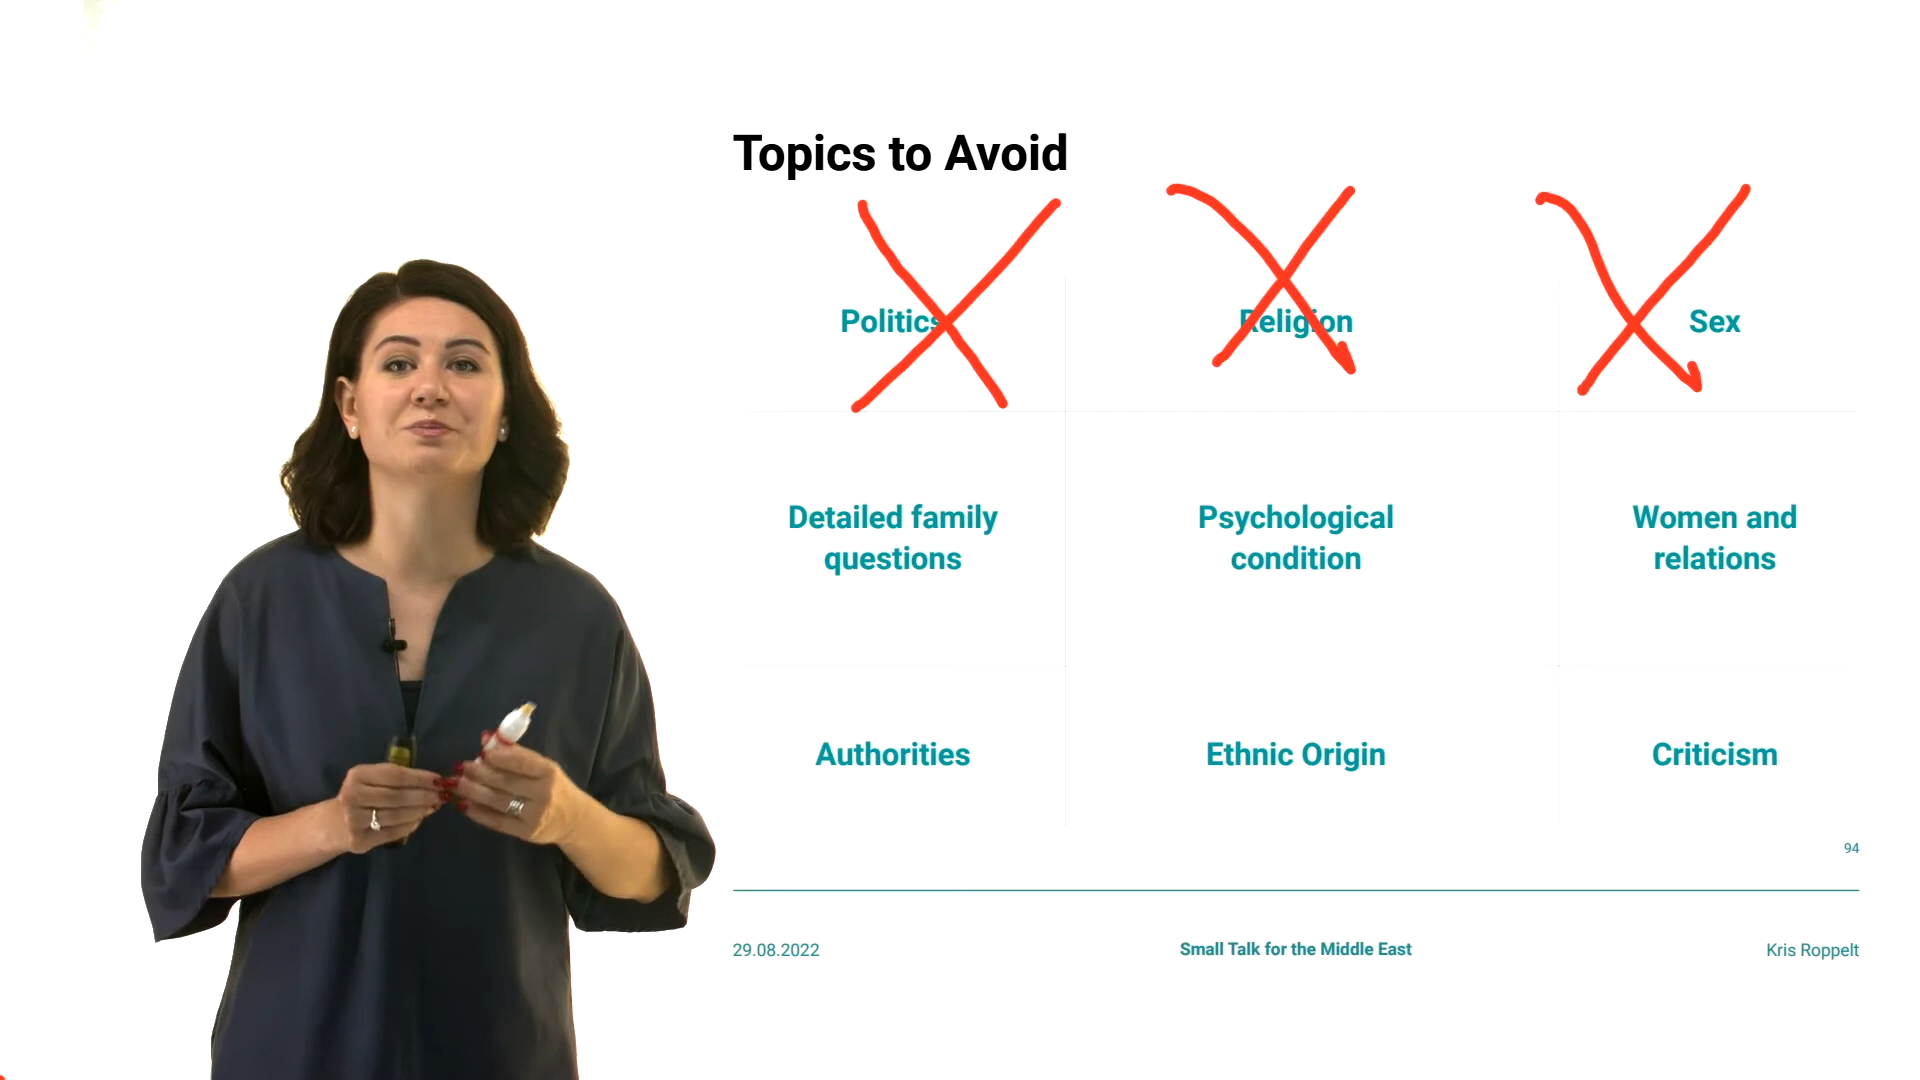 Topics to Avoid
Politics
Religion
Sex
Detailed family
questions
Psychological
condition
Women and
relations
Authorities
Ethnic Origin
Criticism
94
29.08.2022
Small Talk for the Middle East
Kris Roppelt